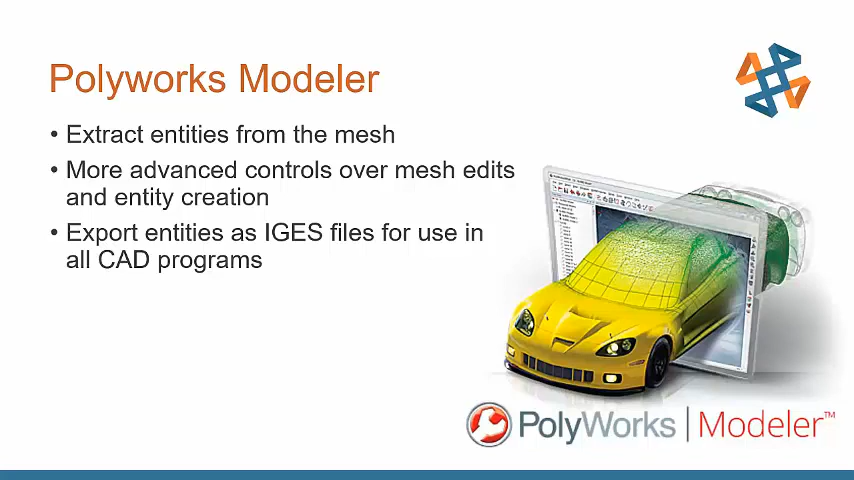 Polyworks Modeler
• Extract entities from the mesh
• More advanced controls over mesh edits
and entity creation
• Export entities as IGES files for use in
all CAD programs
PolyWorks | Modeler™